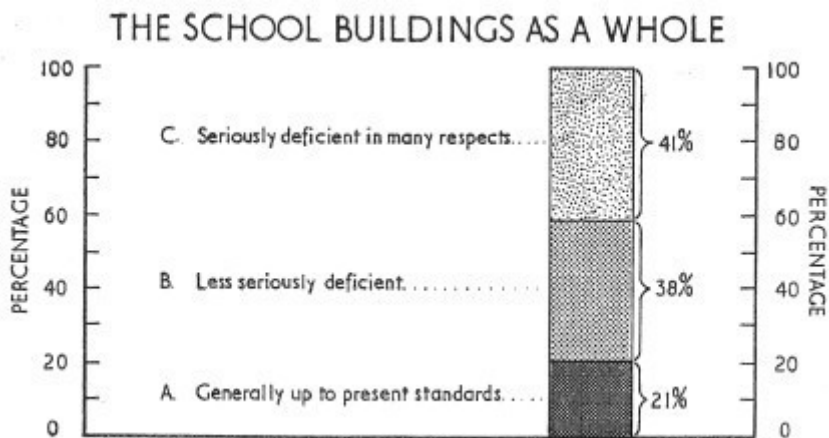 THE SCHOOL BUILDINGS AS A WHOLE
PERCENTAGE
100
80
60
40
20
0
C. Seriously deficient in many respects......
41%
B. Less seriously deficient...............
38%
A. Generally up to present standards.....
21%
100
80
60
40
20
0
PERCENTAGE